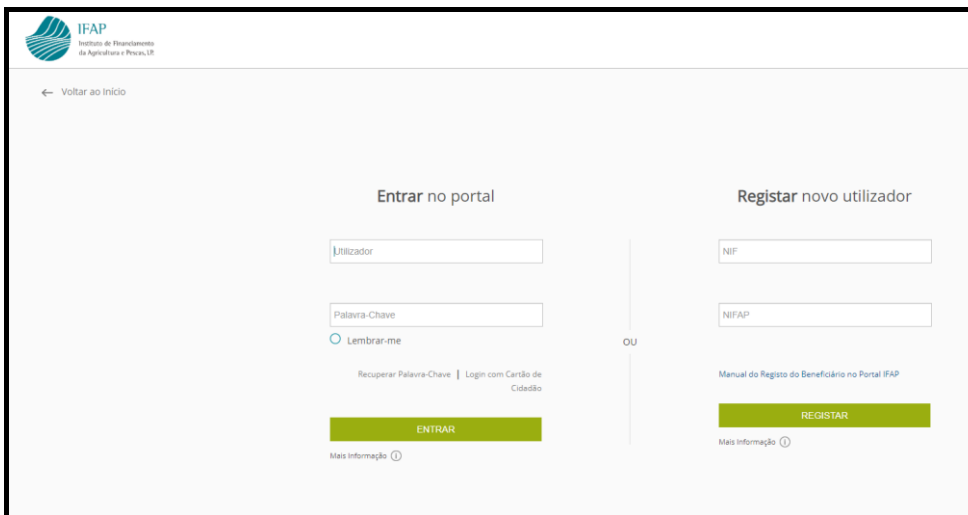 IFAP
Instituto de Financiamento
da Agricultura e Pescas, I.P.
← Voltar ao Início
Entrar no portal
Utilizador
Palavra-Chave
Lembrar-me
Recuperar Palavra-Chave | Login com Cartão de
Cidadão
ENTRAR
Mais Informação
OU
Registar novo utilizador
NIF
NIFAP
Manual do Registo do Beneficiário no Portal IFAP
REGISTAR
Mais Informação